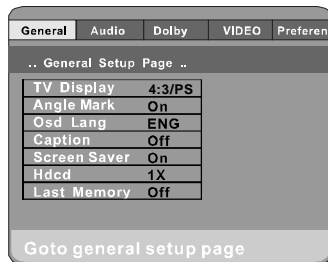 General Audio Dolby VIDEO Preferen
.. General Setup Page ..
TV Display 4:3/PS
Angle Mark On
Osd Lang ENG
Caption Off
Screen Saver On
Hdcd 1X
Last Memory Off
Goto general setup page